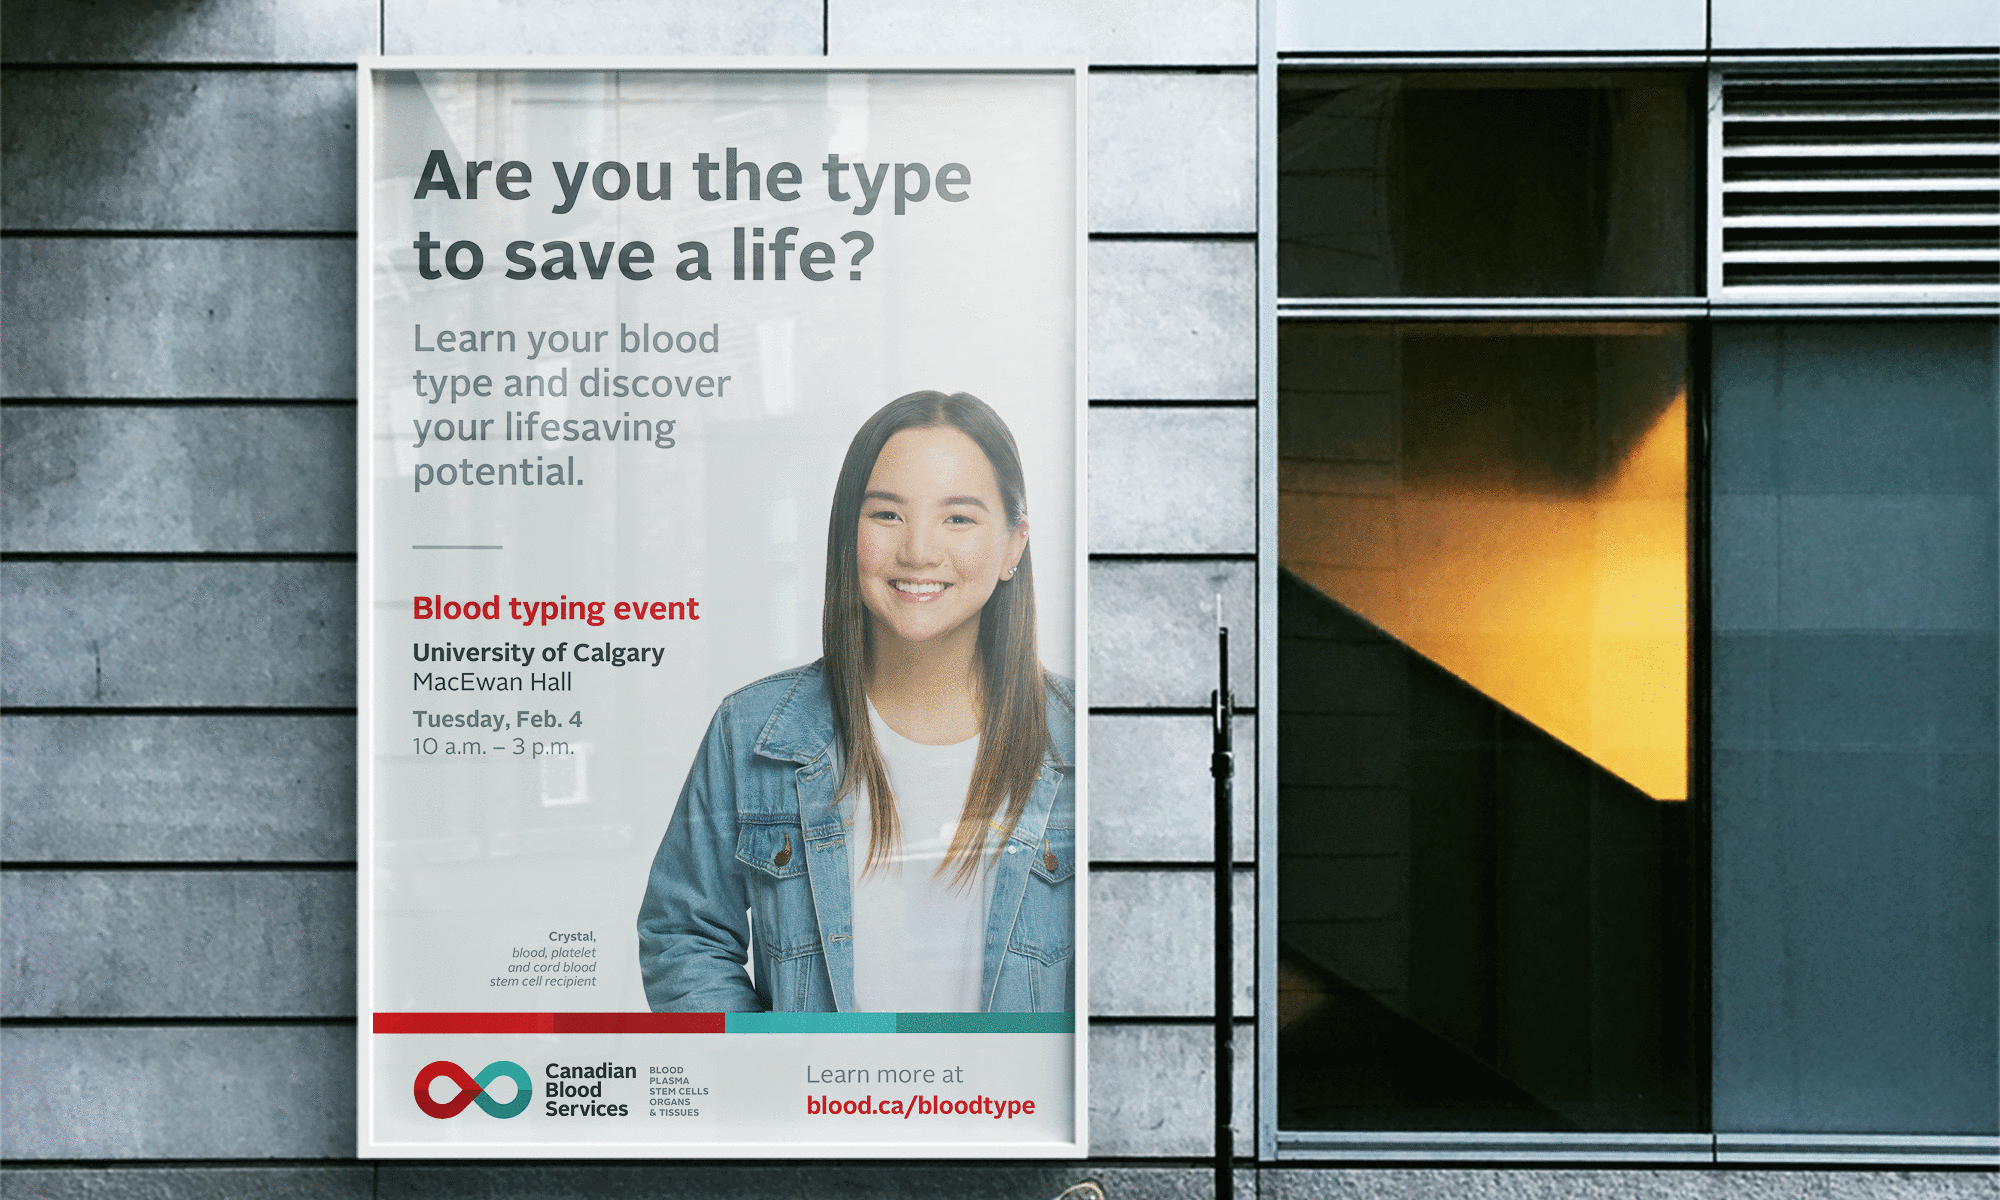 Are you the type
to save a life?
Learn your blood
type and discover
your lifesaving
potential.
Blood typing event
University of Calgary
MacEwan Hall
Tuesday, Feb. 4
10 a.m. – 3 p.m.
Crystal,
blood, platelet
and cord blood
stem cell recipient
Canadian
Blood
Services
BLOOD
PLASMA
STEM CELLS
ORGANS
& TISSUES
Learn more at
blood.ca/bloodtype